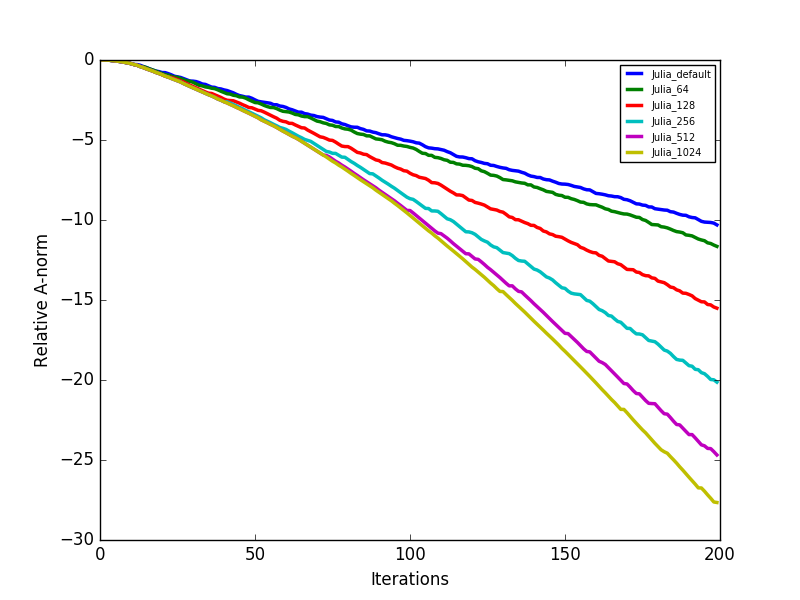 0
−5
−10
−15
−20
−25
−30
0
50
100
150
200
Relative A-norm
Iterations
Julia_default
Julia_64
Julia_128
Julia_256
Julia_512
Julia_1024